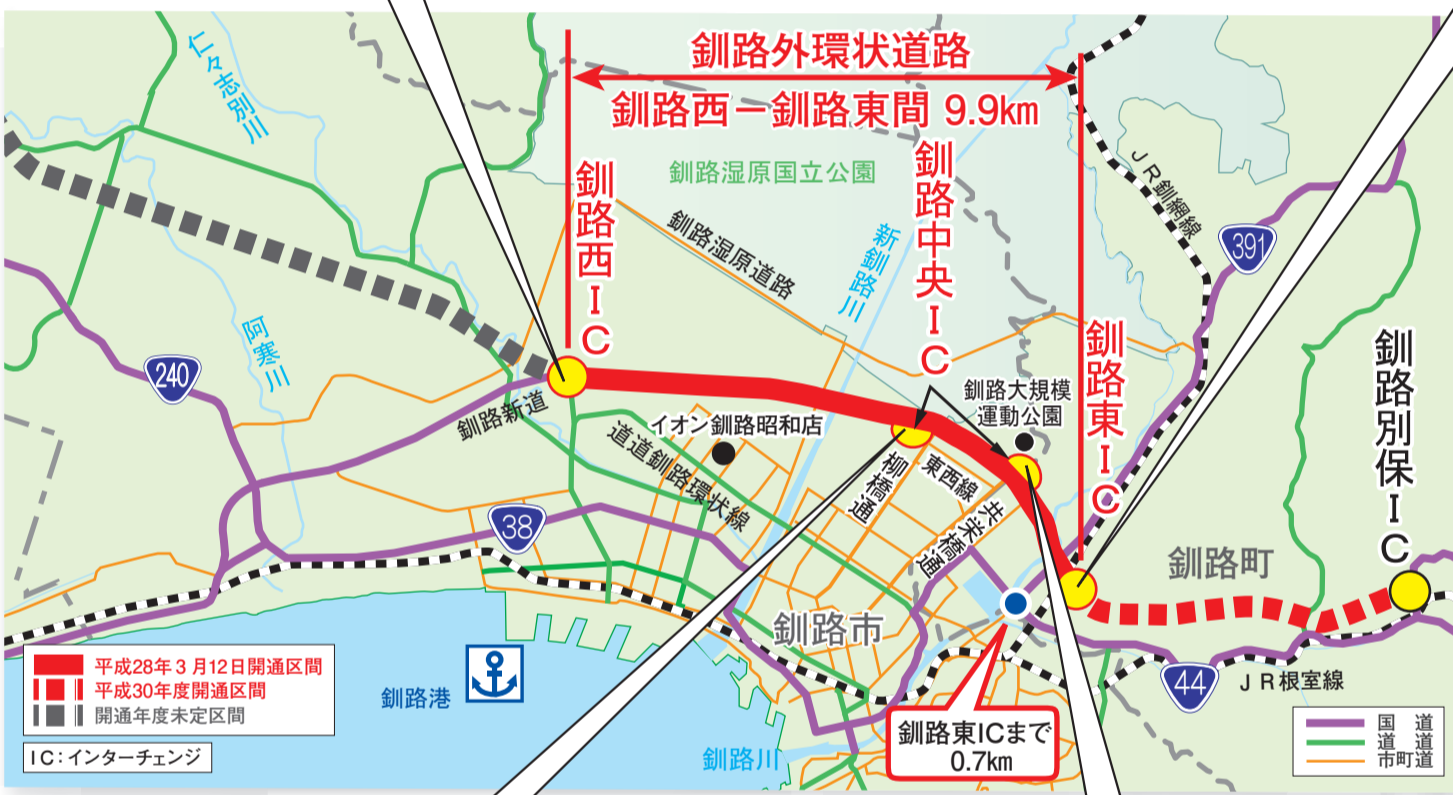 釧路外環状道路
釧路西－釧路東間 9.9km
仁々志別川
釧路湿原国立公園
釧路西IC
釧路湿原道路
新釧路川
釧路中央IC
JR釧網線
391
阿寒川
240
釧路新道
イオン釧路昭和店
道道釧路環状線
釧路大規模
運動公園
釧路東IC
釧路別保IC
柳橋通
東西線
共栄橋通
38
釧路町
釧路市
44
JR根室線
釧路港
釧路川
釧路東ICまで
0.7km
平成28年3月12日開通区間
平成30年度開通区間
開通年度未定区間
IC：インターチェンジ
国　道
道　道
市町道